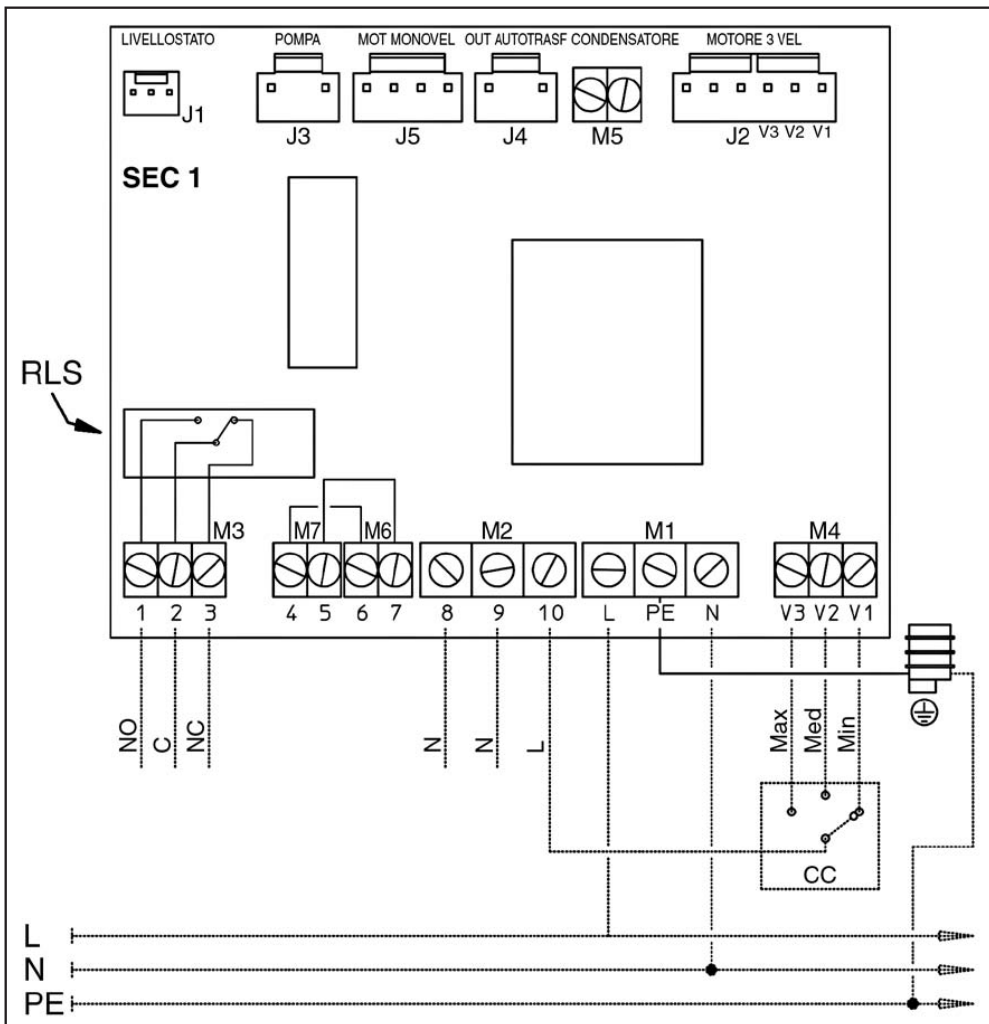 LIVELLOSTATO POMPA MOT MONOVEL OUT AUTOTRASF CONDENSATORE MOTORE 3 VEL
J1 J3 J5 J4 M5 J2 V3 V2 V1
SEC 1
RLS
M3 M7 M6 M2 M1 M4
1 2 3 4 5 6 7 8 9 10 L PE N V3 V2 V1
NO C NC N N L Max Med Min
CC
L
N
PE